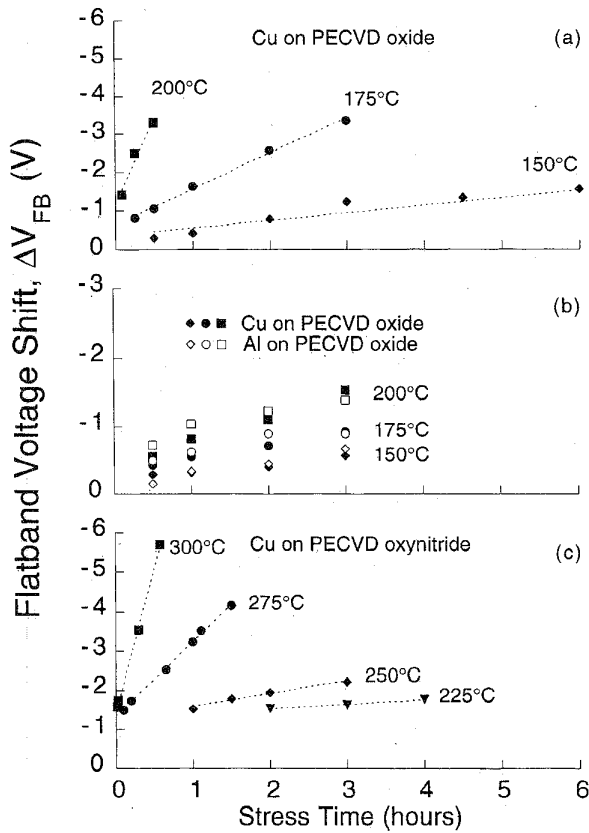 Flatband Voltage Shift, ΔV_FB (V)
-6
-5
-4
-3
-2
-1
0
Cu on PECVD oxide
(a)
200°C
175°C
150°C
-3
-2
-1
0
(b)
Cu on PECVD oxide
Al on PECVD oxide
200°C
175°C
150°C
-6
-5
-4
-3
-2
-1
0
Cu on PECVD oxynitride
(c)
300°C
275°C
250°C
225°C
0 1 2 3 4 5 6
Stress Time (hours)